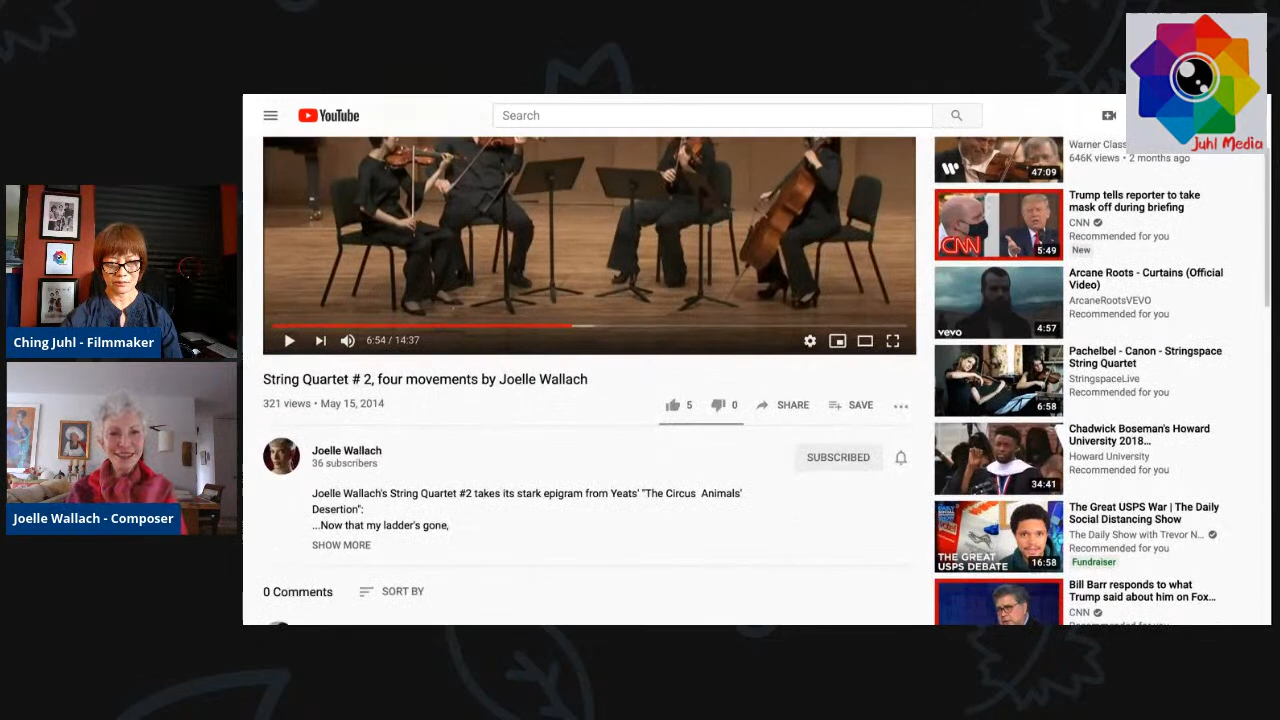 YouTube
Search
Juhl Media
6:54 / 14:37
String Quartet # 2, four movements by Joelle Wallach
321 views • May 15, 2014
5
0
SHARE
SAVE
Joelle Wallach
36 subscribers
SUBSCRIBED
Joelle Wallach's String Quartet #2 takes its stark epigram from Yeats' "The Circus Animals'
Desertion":
...Now that my ladder's gone,
SHOW MORE
0 Comments
SORT BY
Warner Clas
646K views • 2 months ago
47:09
Trump tells reporter to take
mask off during briefing
CNN
Recommended for you
New
CNN
5:49
Arcane Roots - Curtains (Official
Video)
ArcaneRootsVEVO
Recommended for you
vevo
4:57
Pachelbel - Canon - Stringspace
String Quartet
StringspaceLive
Recommended for you
6:58
Chadwick Boseman's Howard
University 2018...
Howard University
Recommended for you
34:41
The Great USPS War | The Daily
Social Distancing Show
The Daily Show with Trevor N...
Recommended for you
Fundraiser
THE GREAT
USPS DEBATE
16:58
Bill Barr responds to what
Trump said about him on Fox...
CNN
Ching Juhl - Filmmaker
Joelle Wallach - Composer